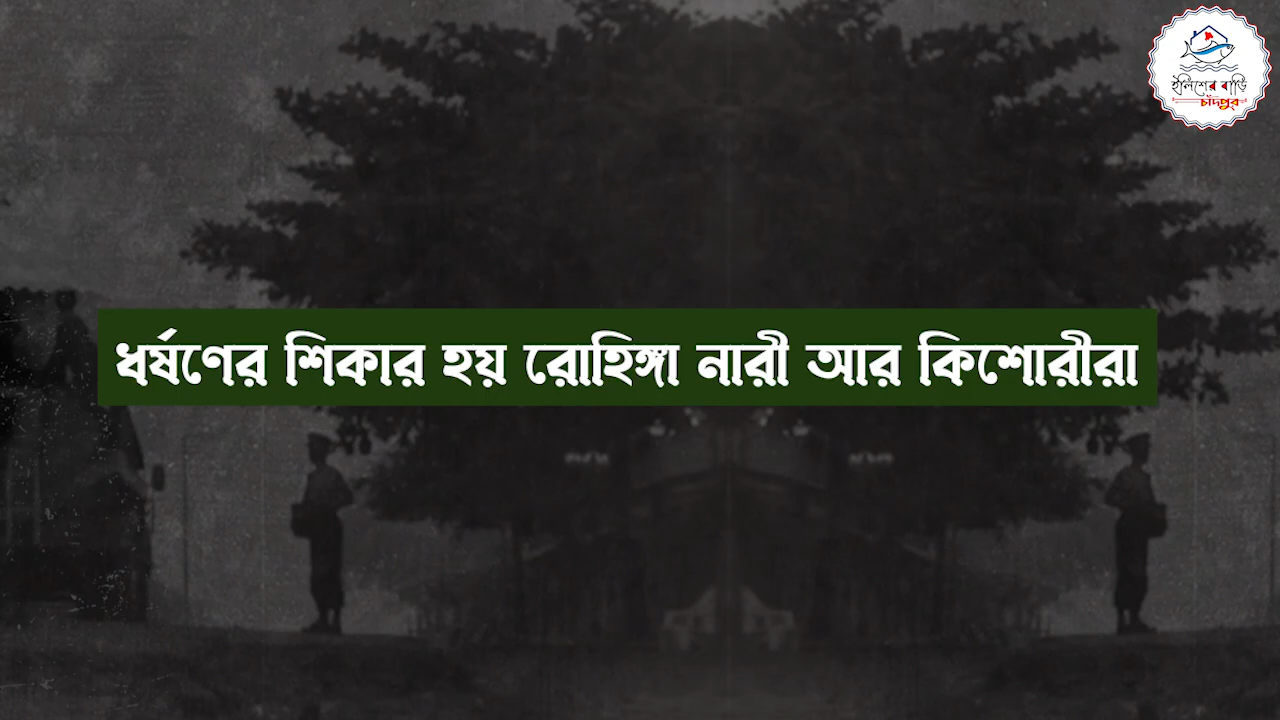 ইলিশের বাড়ি
চাঁদপুর
ধর্ষণের শিকার হয় রোহিঙ্গা নারী আর কিশোরীরা